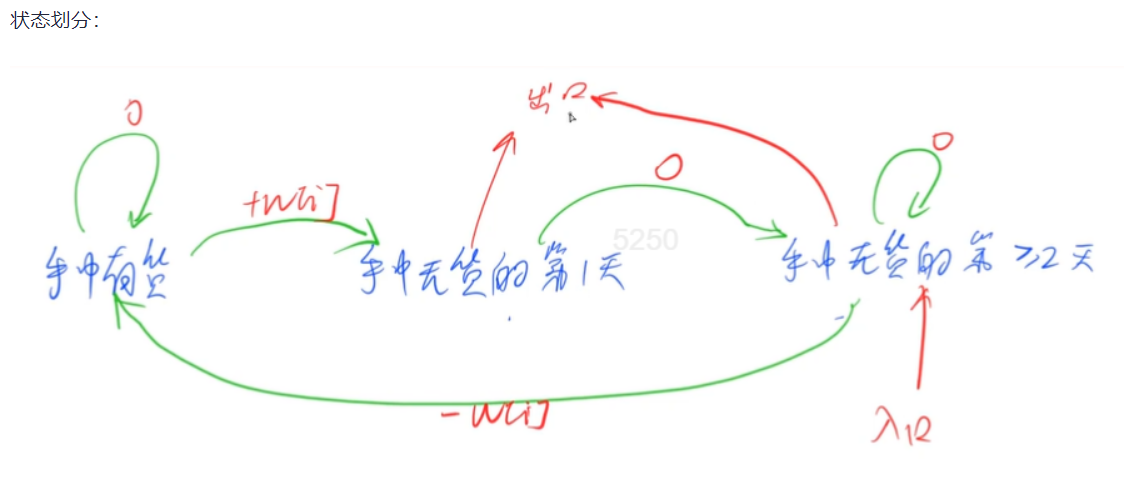 状态划分：
出口
0
0
0
+W[i]
5250
手中有货
手中无货的第1天
手中无货的第≥2天
-W[i]
入口